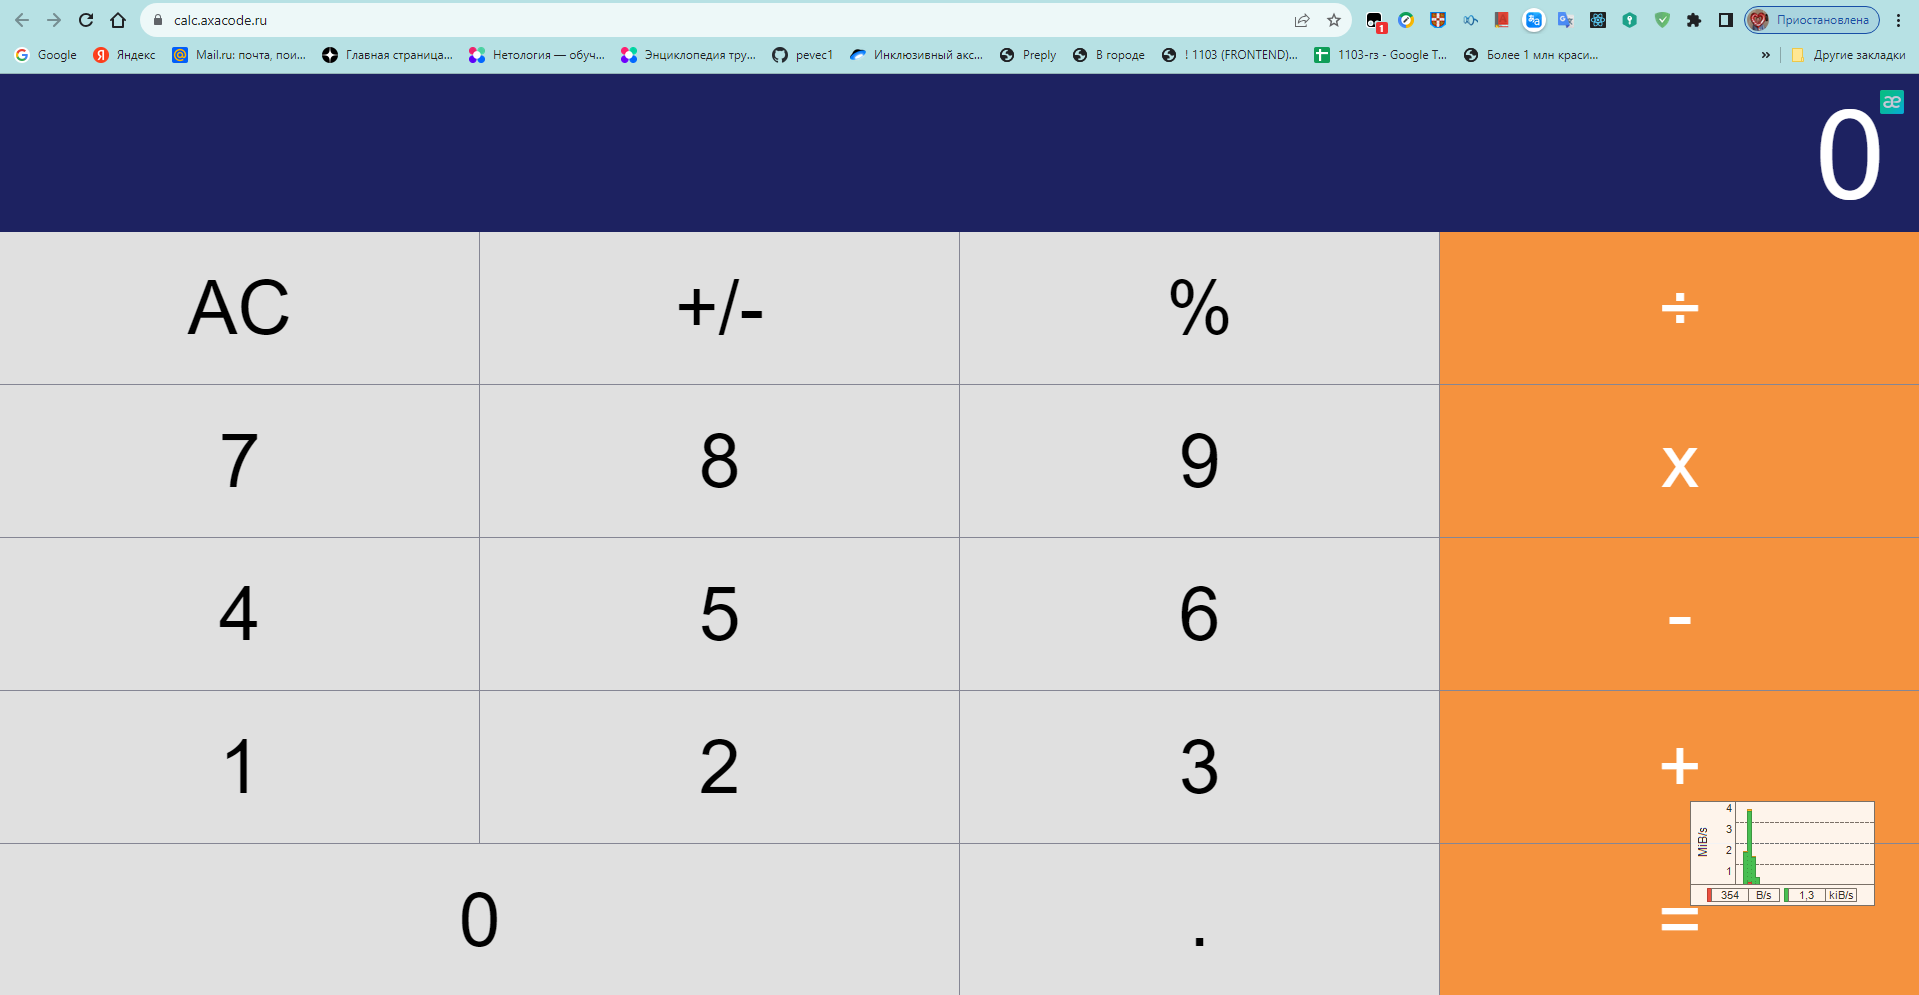 calc.axacode.ru
1
Приостановлена
Google
Яндекс
Mail.ru: почта, пои...
Главная страница...
Нетология — обуч...
Энциклопедия тру...
pevec1
Инклюзивный акс...
Preply
В городе
! 1103 (FRONTEND)...
1103-гз - Google Т...
Более 1 млн краси...
»
Другие закладки
æ
0
AC
+/-
%
÷
7
8
9
x
4
5
6
-
1
2
3
+
0
.
=
MiB/s
4
3
2
1
354 B/s 1,3 kiB/s